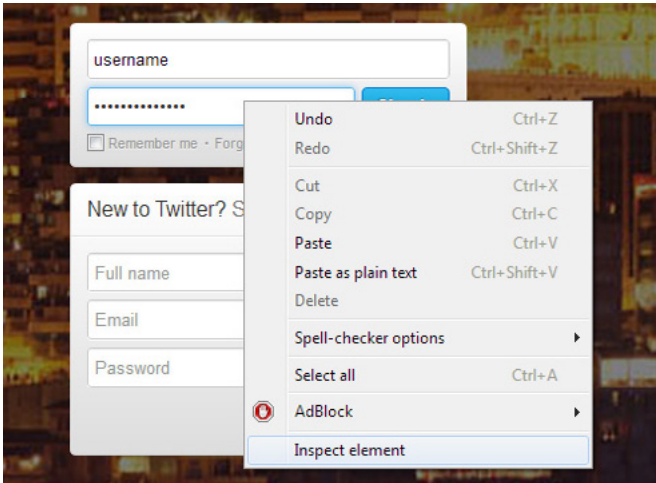 username
••••••••••••••
Remember me · Forg
New to Twitter? S
Full name
Email
Password
Undo Ctrl+Z
Redo Ctrl+Shift+Z
Cut Ctrl+X
Copy Ctrl+C
Paste Ctrl+V
Paste as plain text Ctrl+Shift+V
Delete
Spell-checker options
Select all Ctrl+A
AdBlock
Inspect element